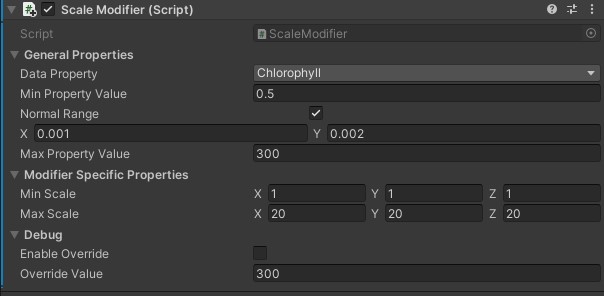 Scale Modifier (Script)
Script ScaleModifier
General Properties
Data Property Chlorophyll
Min Property Value 0.5
Normal Range
X 0.001 Y 0.002
Max Property Value 300
Modifier Specific Properties
Min Scale X 1 Y 1 Z 1
Max Scale X 20 Y 20 Z 20
Debug
Enable Override
Override Value 300